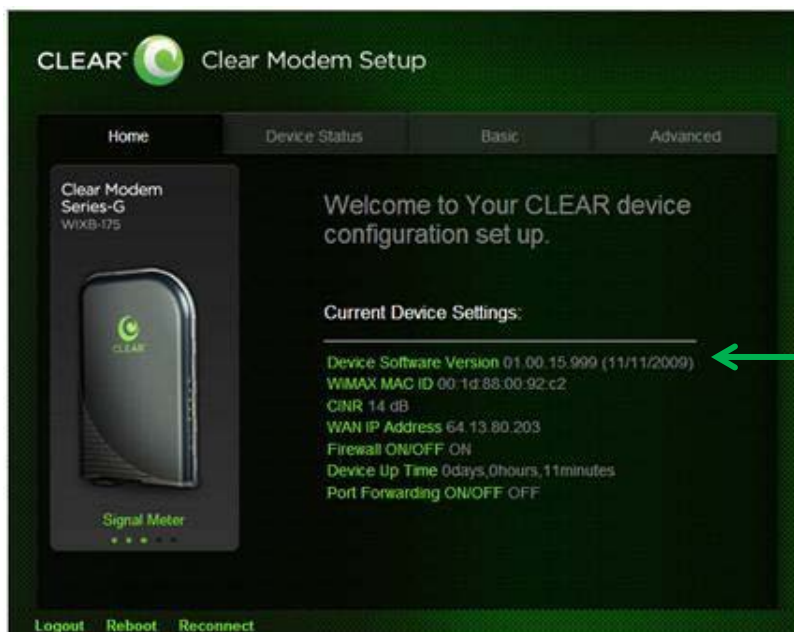 CLEAR™ Clear Modem Setup
Home Device Status Basic Advanced
Clear Modem
Series-G
WIXB-175
CLEAR
Signal Meter
Welcome to Your CLEAR device
configuration set up.
Current Device Settings:
Device Software Version 01.00.15.999 (11/11/2009)
WiMAX MAC ID 00:1d:88:00:92:c2
CINR 14 dB
WAN IP Address 64.13.80.203
Firewall ON/OFF ON
Device Up Time 0days,0hours,11minutes
Port Forwarding ON/OFF OFF
Logout Reboot Reconnect